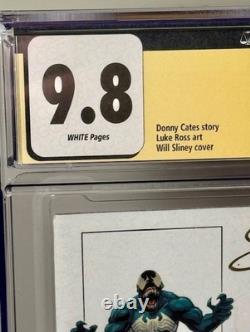 9.8
WHITE Pages
Donny Cates story
Luke Ross art
Will Sliney cover